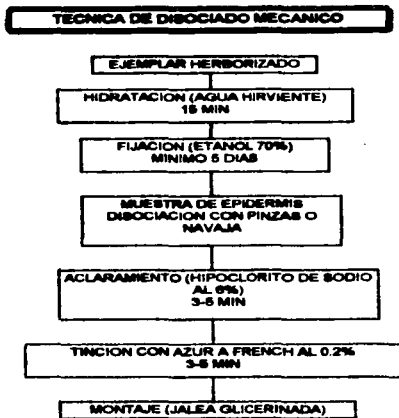 TECNICA DE DISOCIADO MECANICO
EJEMPLAR HERBORIZADO
HIDRATACION (AGUA HIRVIENTE)
15 MIN
FIJACION (ETANOL 70%)
MINIMO 5 DIAS
MUESTRA DE EPIDERMIS
DISOCIACION CON PINZAS O
NAVAJA
ACLARAMIENTO (HIPOCLORITO DE SODIO
AL 6%)
3-5 MIN
TINCION CON AZUR A FRENCH AL 0.2%
3-5 MIN
MONTAJE (JALEA GLICERINADA)